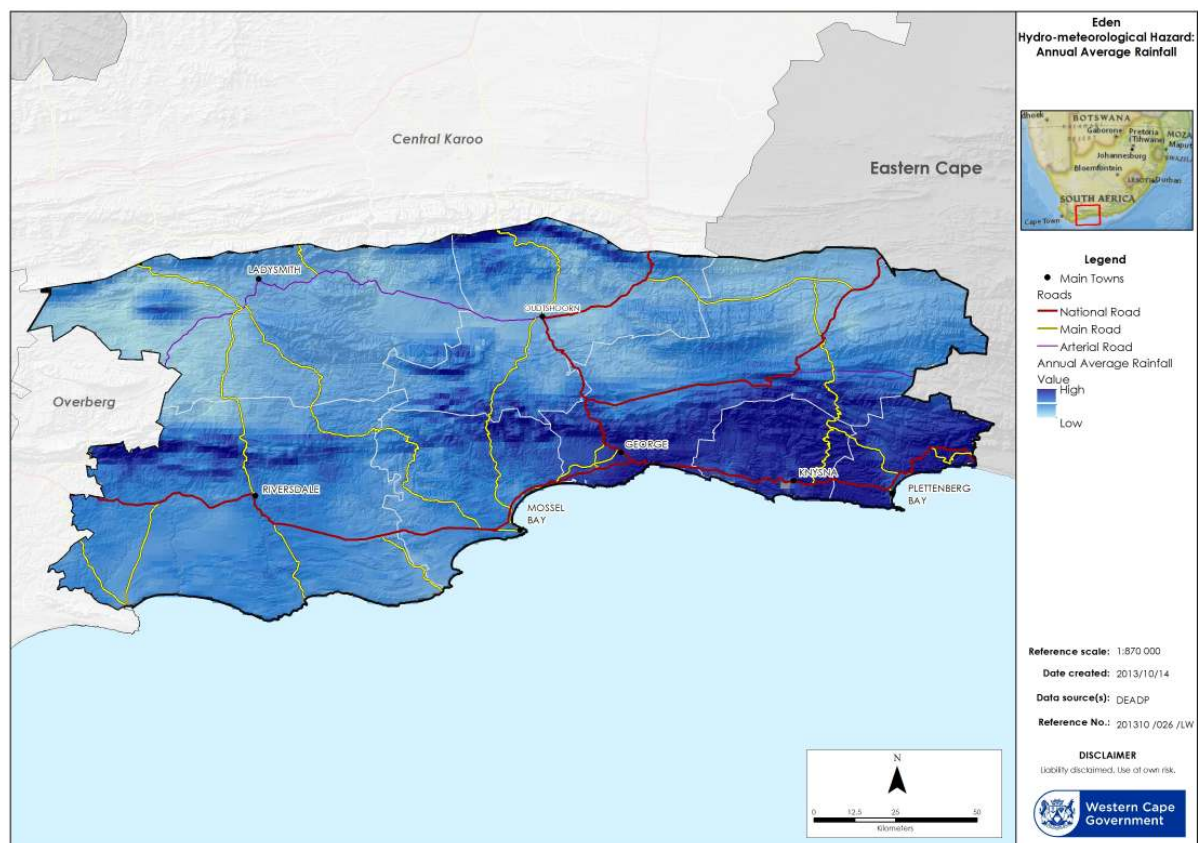 Eden
Hydro-meteorological Hazard:
Annual Average Rainfall
BOTSWANA
Gaborone
Pretoria
(Tshwane)
MOZA
Maput
Johannesburg
Bloemfontein
LESOTHO
Durban
SOUTH AFRICA
Cape Town
Legend
Main Towns
Roads
National Road
Main Road
Arterial Road
Annual Average Rainfall
Value
High
Low
Central Karoo
Eastern Cape
LADYSMITH
OUDTSHOORN
Overberg
GEORGE
KNYSNA
PLETTENBERG
BAY
RIVERSDALE
MOSSEL
BAY
Reference scale: 1:870 000
Date created: 2013/10/14
Data source(s): DEADP
Reference No.: 201310 /026 /LW
DISCLAIMER
Liability disclaimed. Use at own risk.
N
0 12.5 25 50
Kilometers
Western Cape
Government